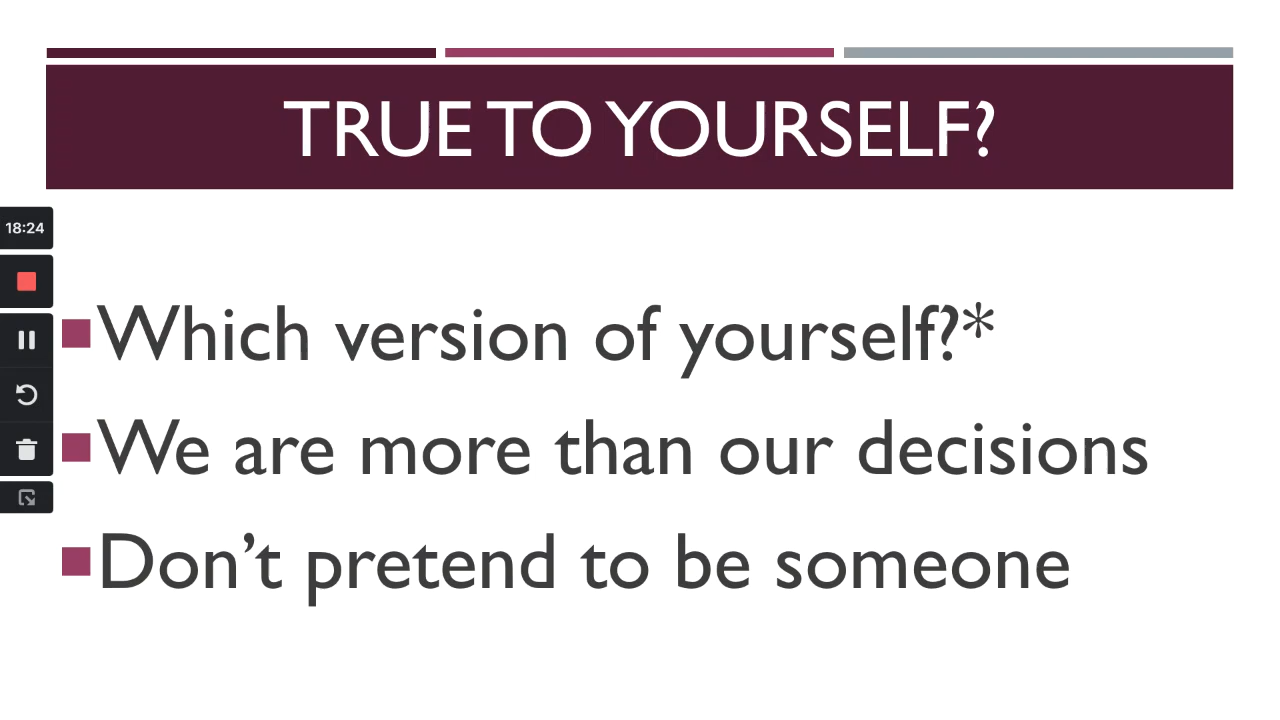 TRUE TO YOURSELF?
18:24
Which version of yourself?*
We are more than our decisions
Don’t pretend to be someone